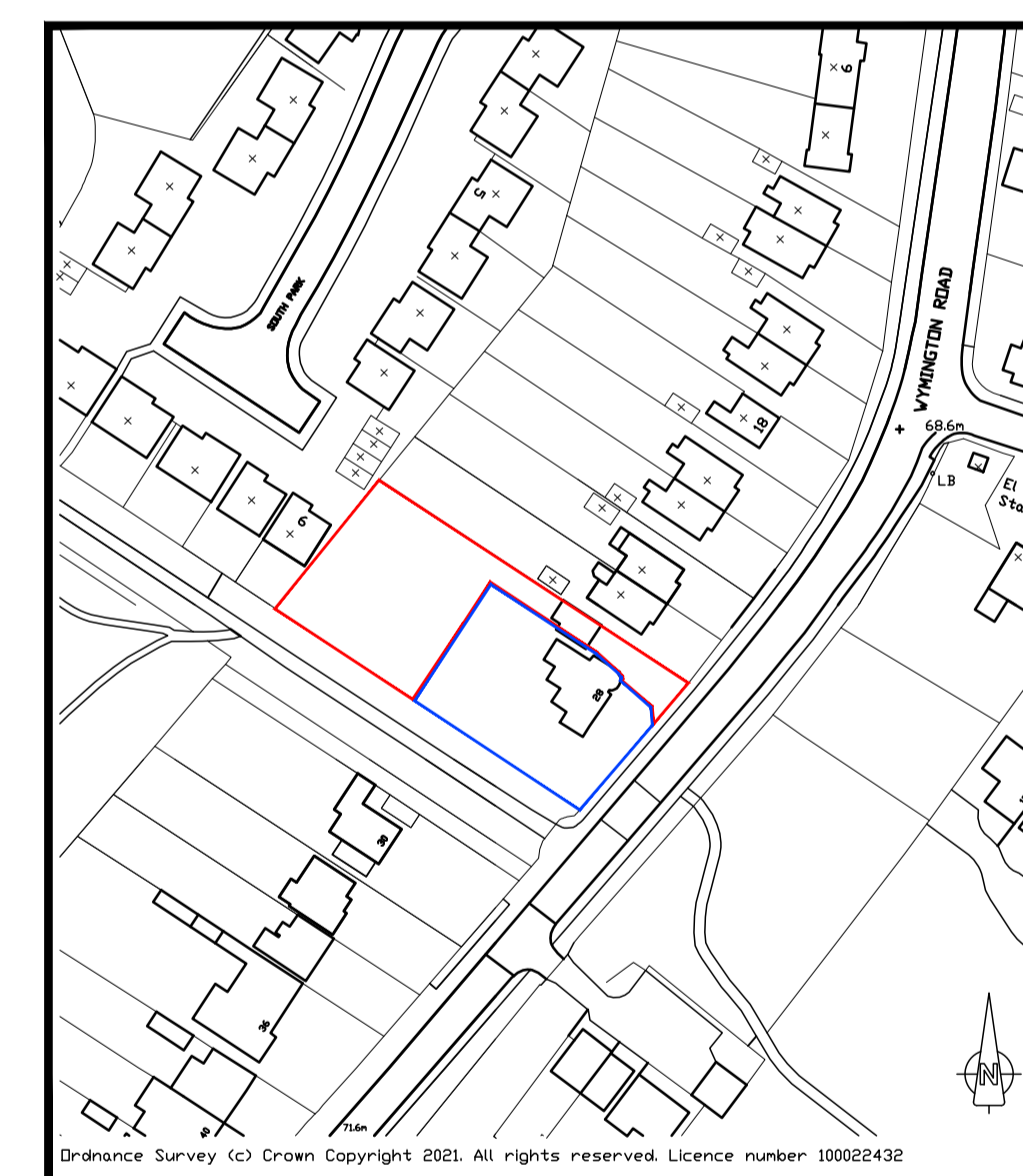 6
5
SOUTH PARK
WYMINGTON ROAD
18
68.6m
LB
El
Sta
6
28
30
36
40
71.6m
N
Ordnance Survey (c) Crown Copyright 2021. All rights reserved. Licence number 100022432